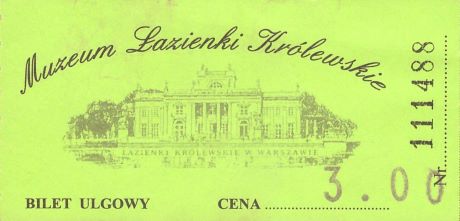 Muzeum Łazienki Królewskie
ŁAZIENKI KRÓLEWSKIE W WARSZAWIE
BILET ULGOWY
CENA 3.00
Nr 111488